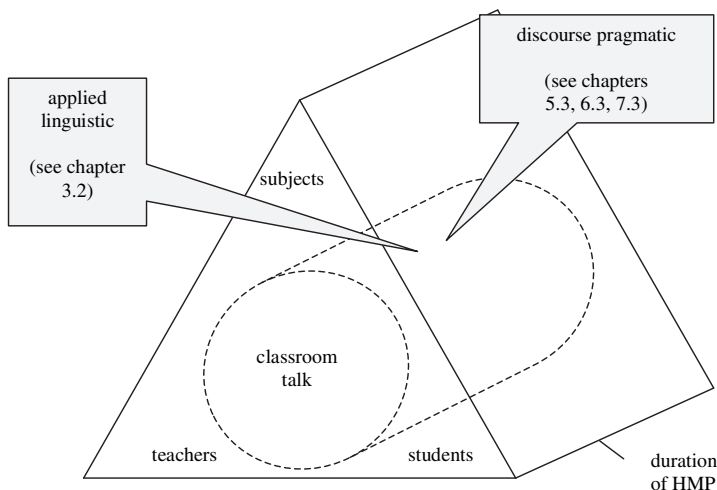 discourse pragmatic
(see chapters
5.3, 6.3, 7.3)
applied
linguistic
(see chapter
3.2)
subjects
classroom
talk
teachers
students
duration
of HMP